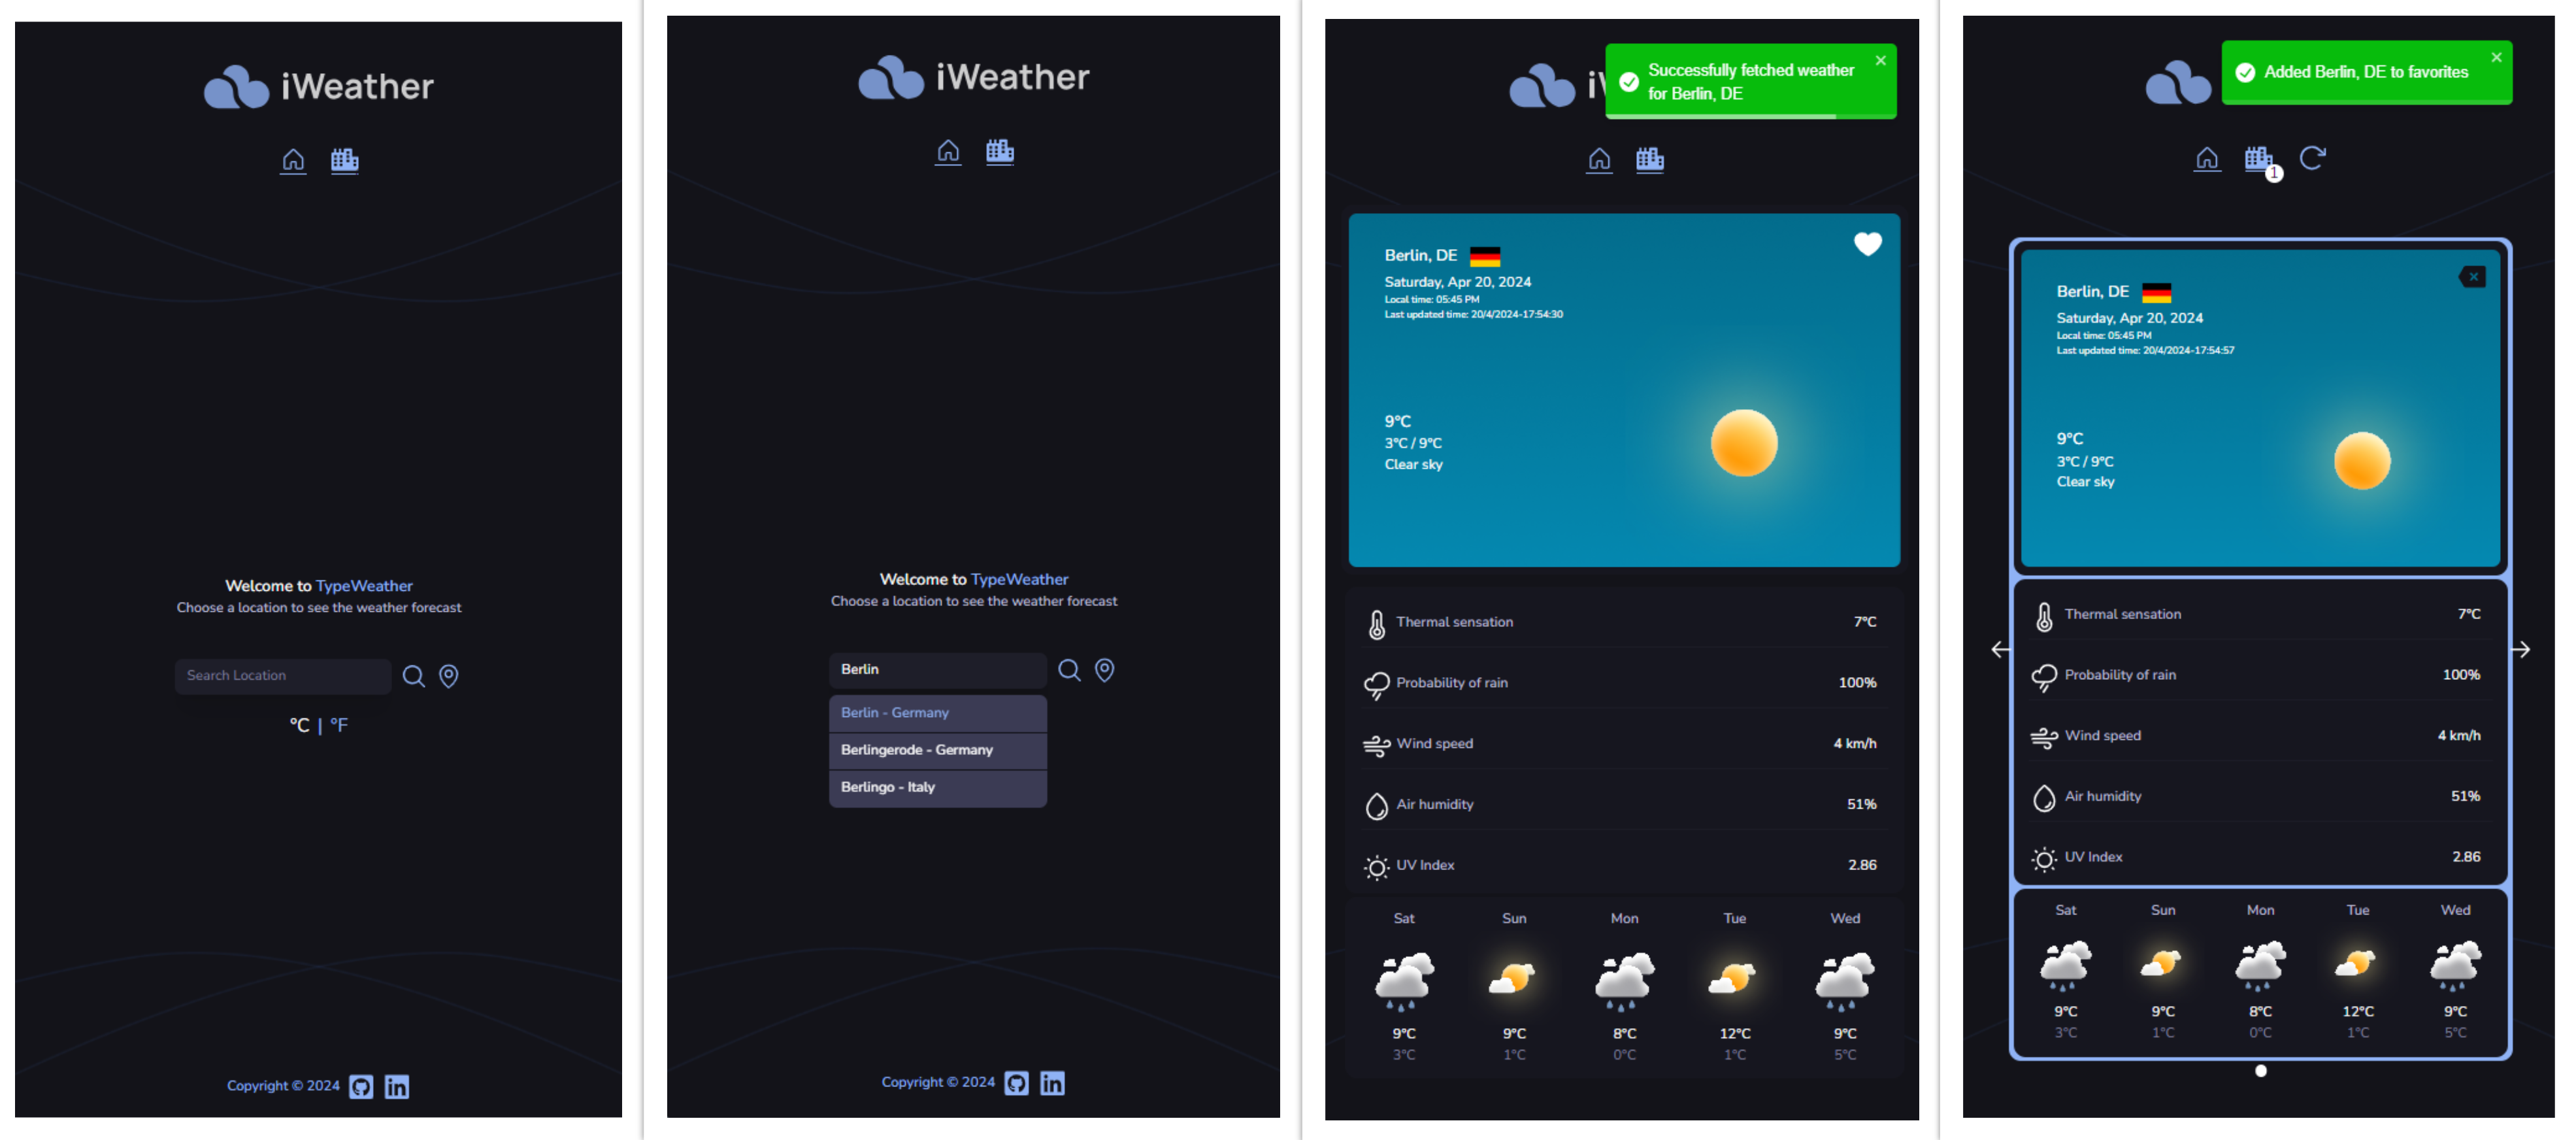 iWeather
Welcome to TypeWeather
Choose a location to see the weather forecast
Search Location
°C | °F
Copyright © 2024
iWeather
Welcome to TypeWeather
Choose a location to see the weather forecast
Berlin
Berlin - Germany
Berlingerode - Germany
Berlingo - Italy
Copyright © 2024
Successfully fetched weather
for Berlin, DE
Berlin, DE
Saturday, Apr 20, 2024
Local time: 05:45 PM
Last updated time: 20/4/2024-17:54:30
9°C
3°C / 9°C
Clear sky
Thermal sensation 7°C
Probability of rain 100%
Wind speed 4 km/h
Air humidity 51%
UV Index 2.86
Sat Sun Mon Tue Wed
9°C 9°C 8°C 12°C 9°C
3°C 1°C 0°C 1°C 5°C
Added Berlin, DE to favorites
1
Berlin, DE
Saturday, Apr 20, 2024
Local time: 05:45 PM
Last updated time: 20/4/2024-17:54:57
9°C
3°C / 9°C
Clear sky
Thermal sensation 7°C
Probability of rain 100%
Wind speed 4 km/h
Air humidity 51%
UV Index 2.86
Sat Sun Mon Tue Wed
9°C 9°C 8°C 12°C 9°C
3°C 1°C 0°C 1°C 5°C